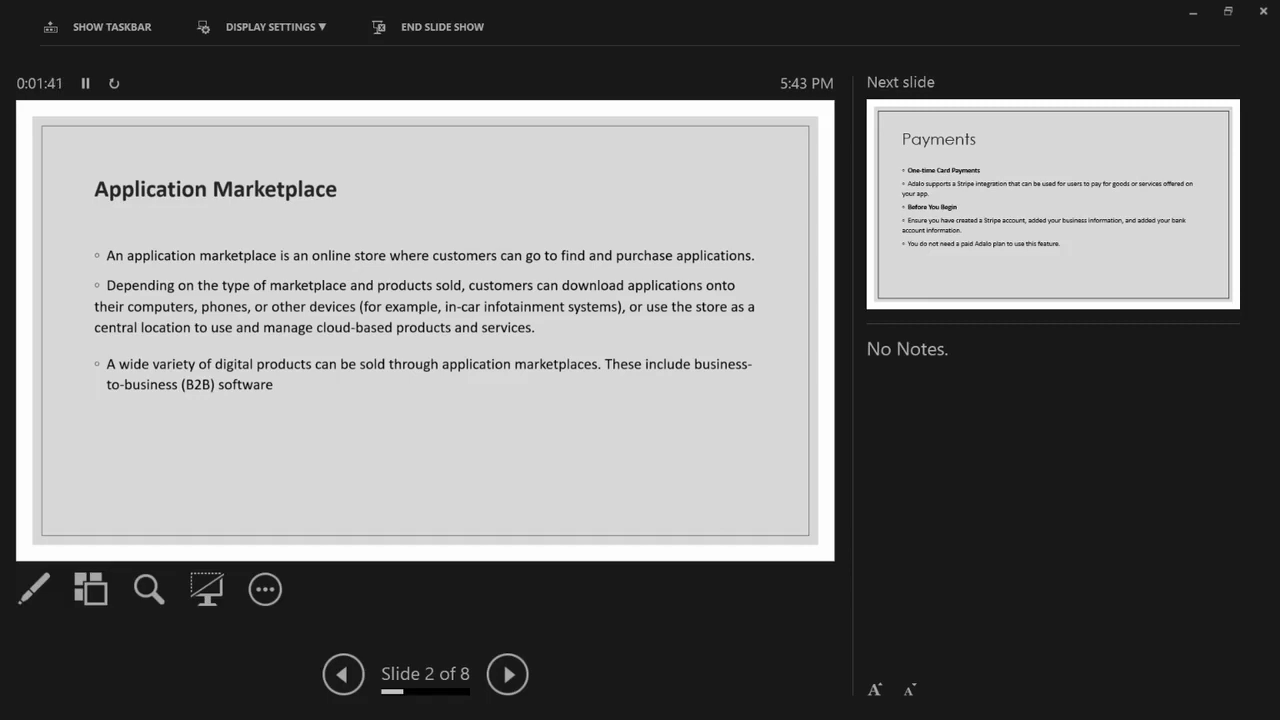 SHOW TASKBAR
DISPLAY SETTINGS ▼
END SLIDE SHOW
0:01:41
5:43 PM
Application Marketplace
◦ An application marketplace is an online store where customers can go to find and purchase applications.
◦ Depending on the type of marketplace and products sold, customers can download applications onto
their computers, phones, or other devices (for example, in-car infotainment systems), or use the store as a
central location to use and manage cloud-based products and services.
◦ A wide variety of digital products can be sold through application marketplaces. These include business-
to-business (B2B) software
Slide 2 of 8
Next slide
Payments
◦ One-time Card Payments
◦ Adalo supports a Stripe integration that can be used for users to pay for goods or services offered on
your app.
◦ Before You Begin
◦ Ensure you have created a Stripe account, added your business information, and added your bank
account information.
◦ You do not need a paid Adalo plan to use this feature.
No Notes.
A A